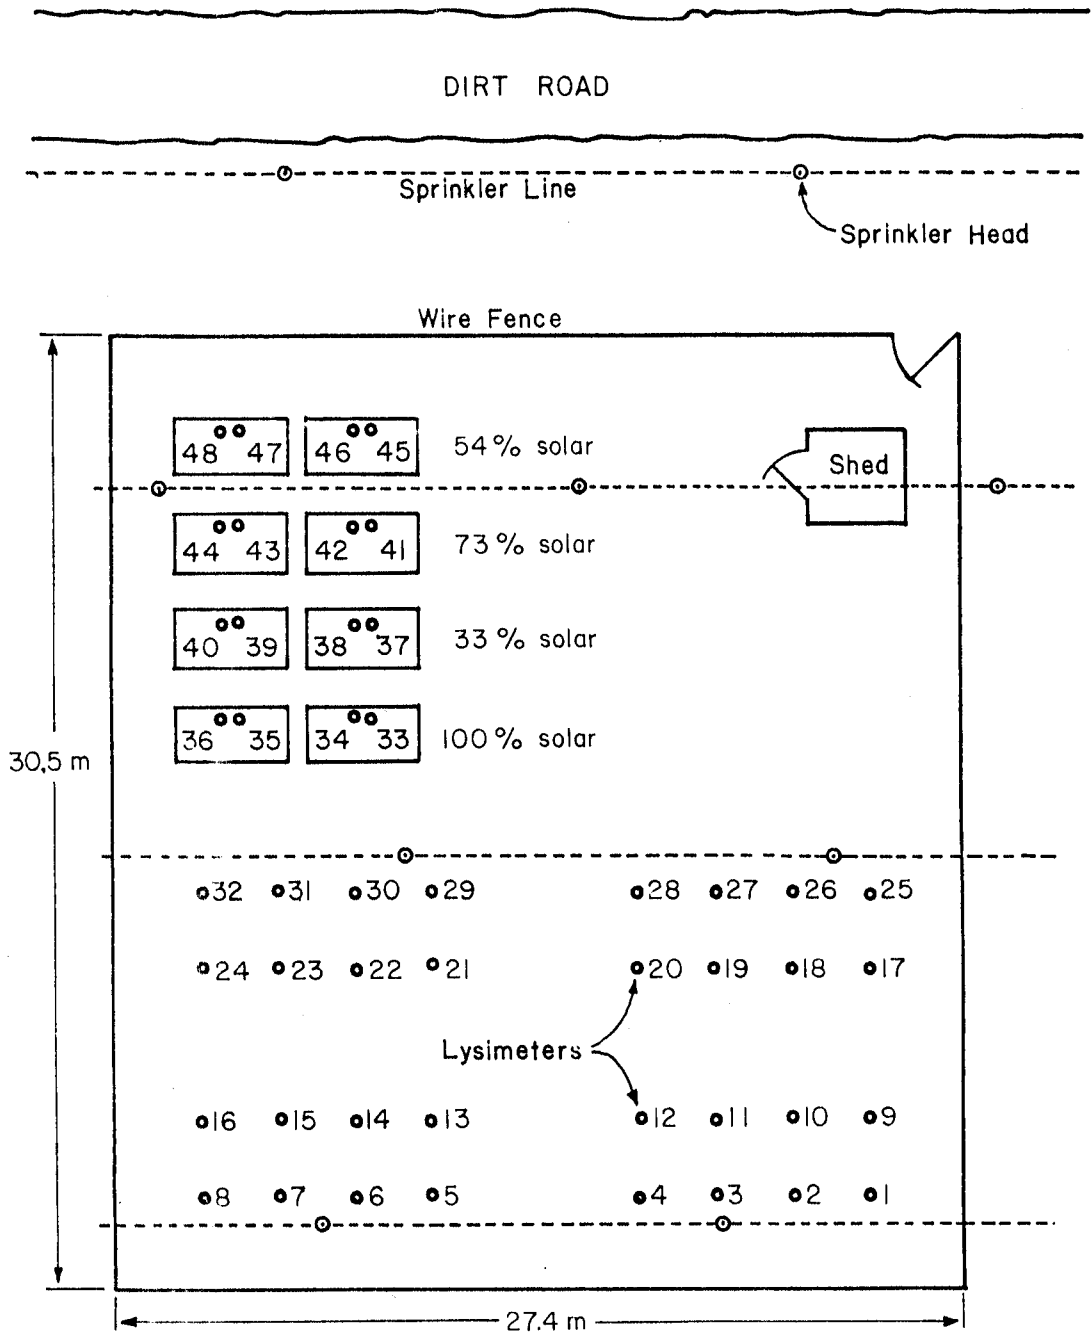 DIRT ROAD
Sprinkler Line
Sprinkler Head
Wire Fence
48 47 46 45 54% solar
Shed
44 43 42 41 73% solar
40 39 38 37 33% solar
36 35 34 33 100% solar
30,5 m
32 31 30 29 28 27 26 25
24 23 22 21 20 19 18 17
Lysimeters
16 15 14 13 12 11 10 9
8 7 6 5 4 3 2 1
27.4 m